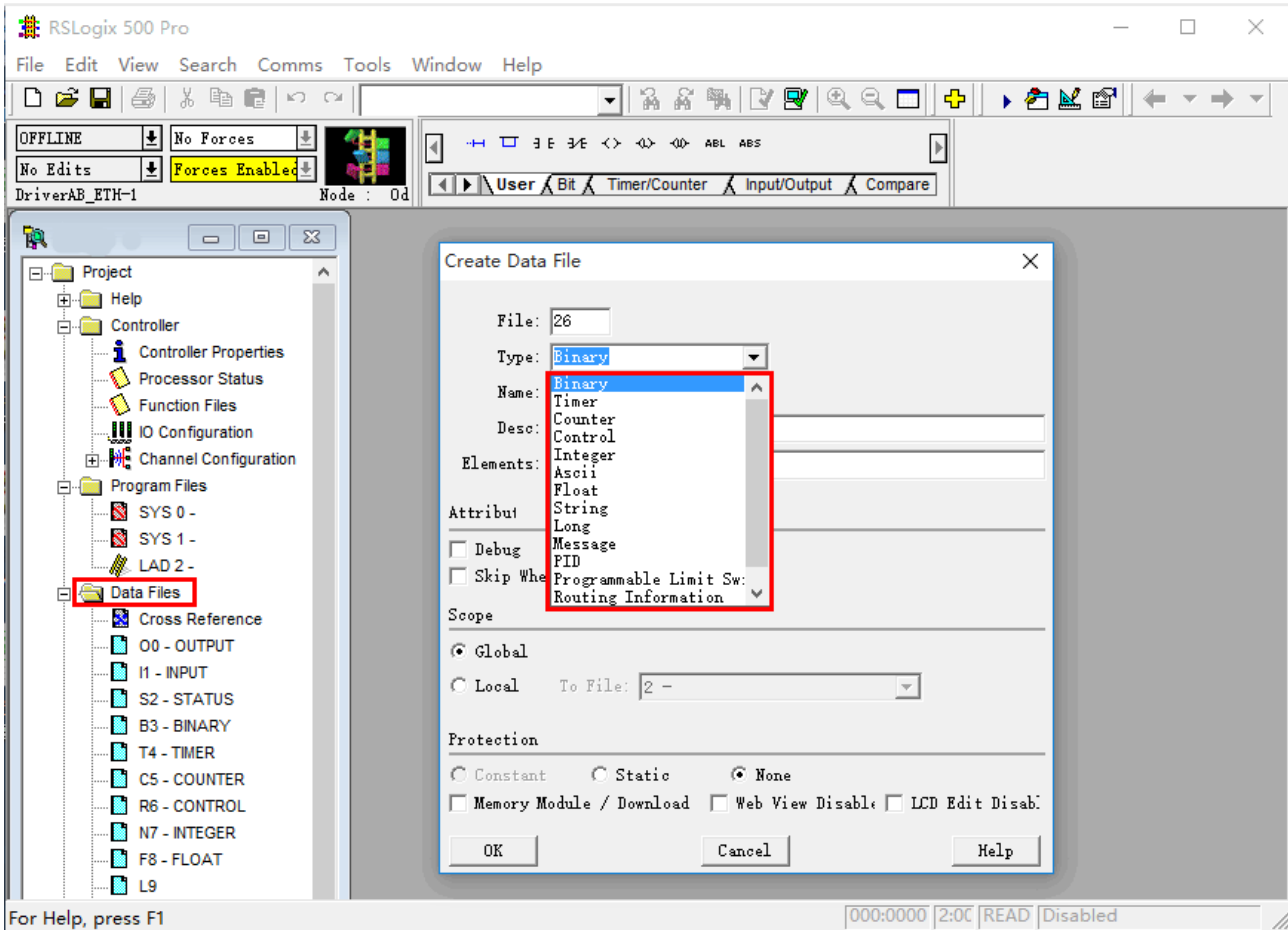 RSLogix 500 Pro
File Edit View Search Comms Tools Window Help
OFFLINE No Forces
No Edits Forces Enabled
DriverAB_ETH-1 Node : 0d
ABL ABS
User Bit Timer/Counter Input/Output Compare
Project
Help
Controller
Controller Properties
Processor Status
Function Files
IO Configuration
Channel Configuration
Program Files
SYS 0 -
SYS 1 -
LAD 2 -
Data Files
Cross Reference
O0 - OUTPUT
I1 - INPUT
S2 - STATUS
B3 - BINARY
T4 - TIMER
C5 - COUNTER
R6 - CONTROL
N7 - INTEGER
F8 - FLOAT
L9
Create Data File
File: 26
Type: Binary
Name:
Desc:
Elements:
Binary
Timer
Counter
Control
Integer
Ascii
Float
String
Long
Message
PID
Programmable Limit Sw:
Routing Information
Attribut
Debug
Skip Whe
Scope
Global
Local To File: 2 -
Protection
Constant Static None
Memory Module / Download Web View Disable LCD Edit Disabl
OK Cancel Help
For Help, press F1
000:0000 2:00 READ Disabled